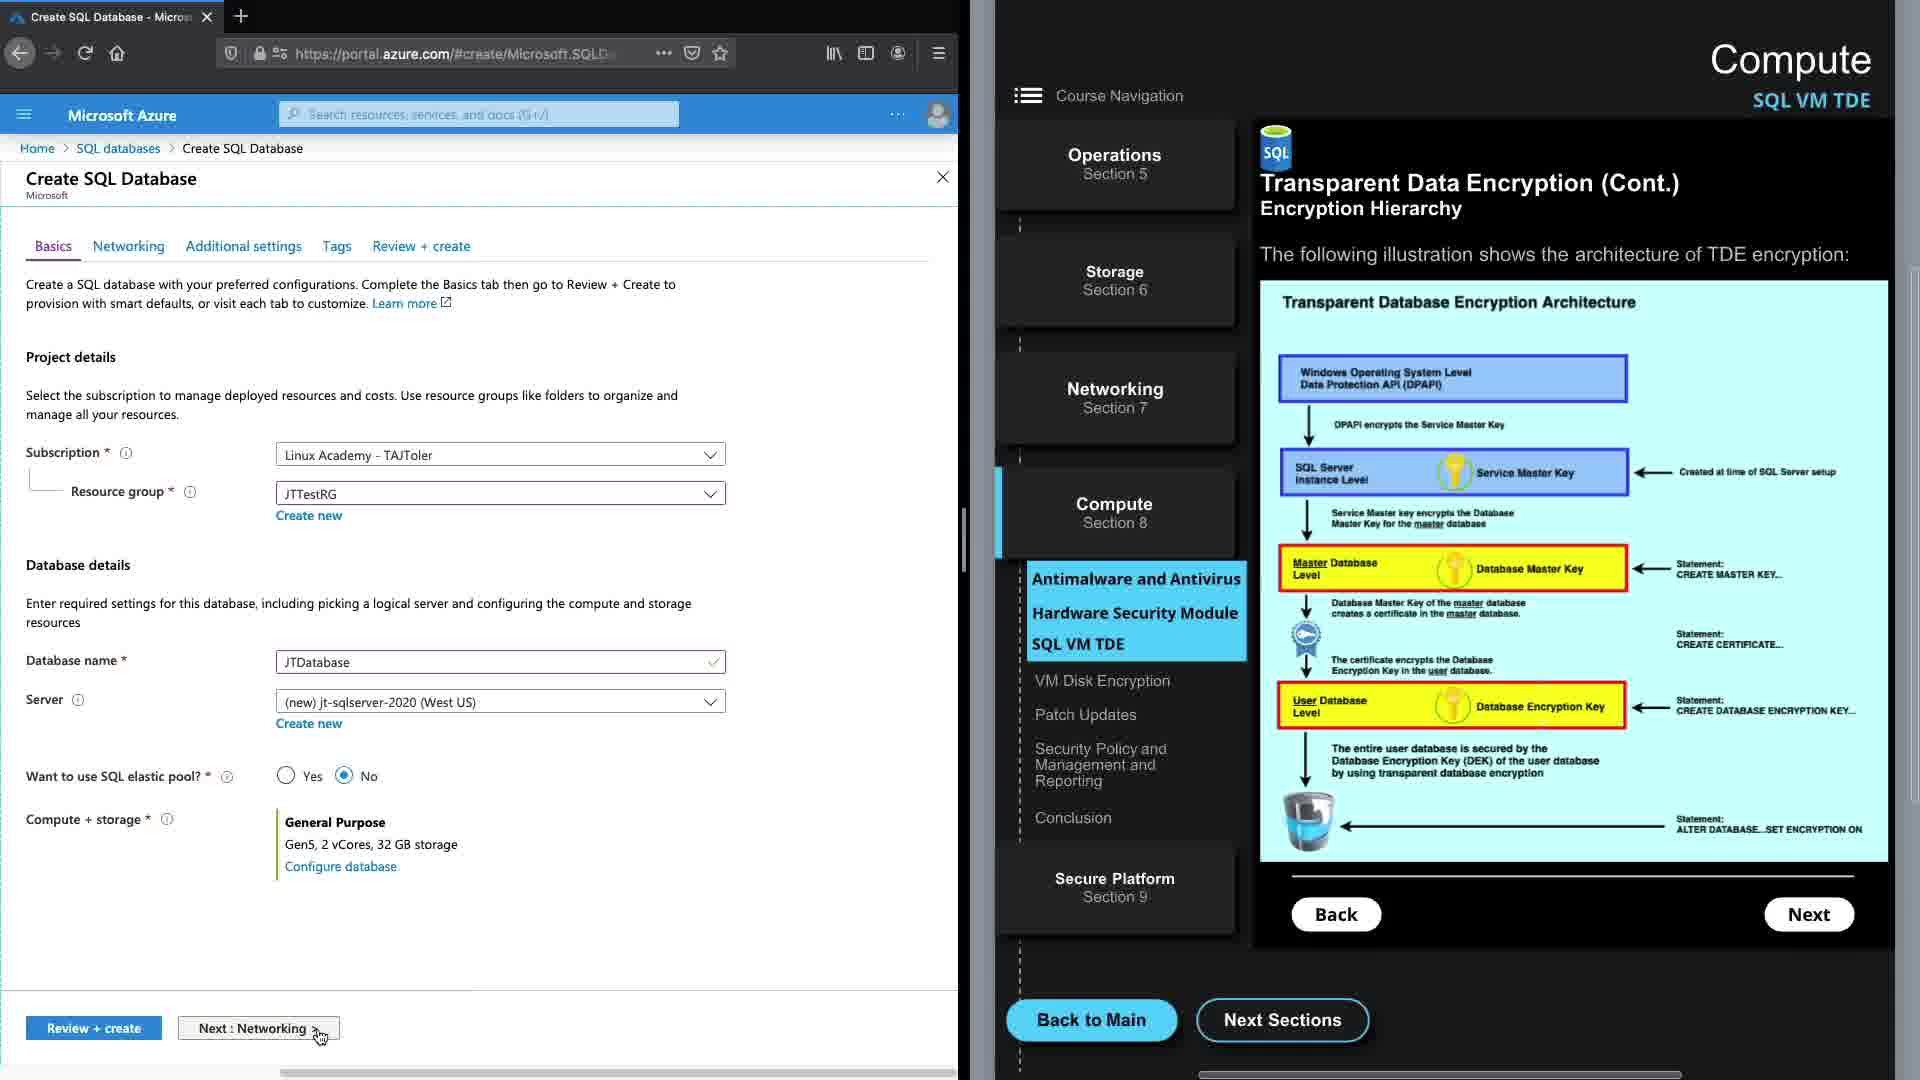 Create SQL Database - Micros
https://portal.azure.com/#create/Microsoft.SQLD
Microsoft Azure
Search resources, services, and docs (G+/)
Home > SQL databases > Create SQL Database
Create SQL Database
Microsoft
Basics
Networking
Additional settings
Tags
Review + create
Create a SQL database with your preferred configurations. Complete the Basics tab then go to Review + Create to
provision with smart defaults, or visit each tab to customize. Learn more
Project details
Select the subscription to manage deployed resources and costs. Use resource groups like folders to organize and
manage all your resources.
Subscription *
Linux Academy - TAJToler
Resource group *
JTTestRG
Create new
Database details
Enter required settings for this database, including picking a logical server and configuring the compute and storage
resources
Database name *
JTDatabase
Server
(new) jt-sqlserver-2020 (West US)
Create new
Want to use SQL elastic pool? *
Yes
No
Compute + storage *
General Purpose
Gen5, 2 vCores, 32 GB storage
Configure database
Review + create
Next : Networking >
Compute
SQL VM TDE
Course Navigation
Operations
Section 5
Storage
Section 6
Networking
Section 7
Compute
Section 8
Antimalware and Antivirus
Hardware Security Module
SQL VM TDE
VM Disk Encryption
Patch Updates
Security Policy and
Management and
Reporting
Conclusion
Secure Platform
Section 9
SQL
Transparent Data Encryption (Cont.)
Encryption Hierarchy
The following illustration shows the architecture of TDE encryption:
Transparent Database Encryption Architecture
Windows Operating System Level
Data Protection API (DPAPI)
DPAPI encrypts the Service Master Key
SQL Server
Instance Level
Service Master Key
Created at time of SQL Server setup
Service Master key encrypts the Database
Master Key for the master database
Master Database
Level
Database Master Key
Statement:
CREATE MASTER KEY...
Database Master Key of the master database
creates a certificate in the master database.
Statement:
CREATE CERTIFICATE...
The certificate encrypts the Database
Encryption Key in the user database.
User Database
Level
Database Encryption Key
Statement:
CREATE DATABASE ENCRYPTION KEY...
The entire user database is secured by the
Database Encryption Key (DEK) of the user database
by using transparent database encryption
Statement:
ALTER DATABASE...SET ENCRYPTION ON
Back
Next
Back to Main
Next Sections